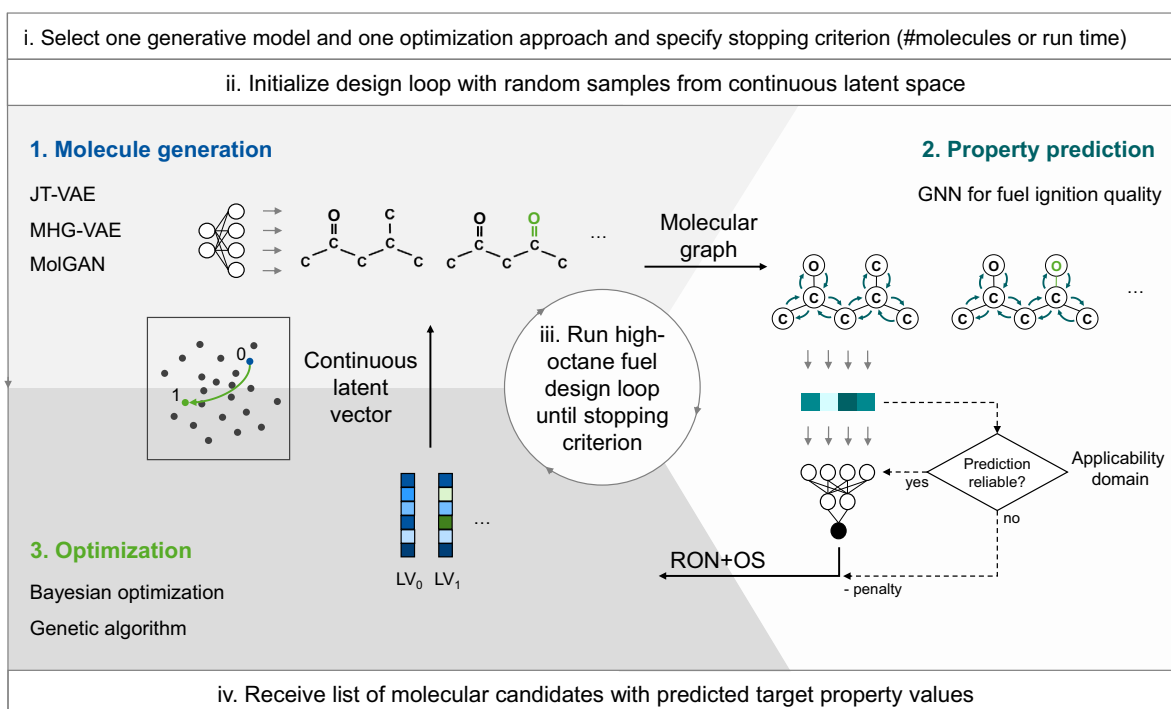 i. Select one generative model and one optimization approach and specify stopping criterion (#molecules or run time)
ii. Initialize design loop with random samples from continuous latent space
1. Molecule generation
JT-VAE
MHG-VAE
MolGAN
O
C
C
C
C
C
C
O
O
C
C
C
C
C
...
Molecular
graph
2. Property prediction
GNN for fuel ignition quality
O
C
C
C
C
C
C
O
O
C
C
C
C
C
...
0
1
Continuous
latent
vector
iii. Run high-
octane fuel
design loop
until stopping
criterion
Prediction
reliable?
yes
no
Applicability
domain
3. Optimization
Bayesian optimization
Genetic algorithm
...
LV0
LV1
RON+OS
- penalty
iv. Receive list of molecular candidates with predicted target property values